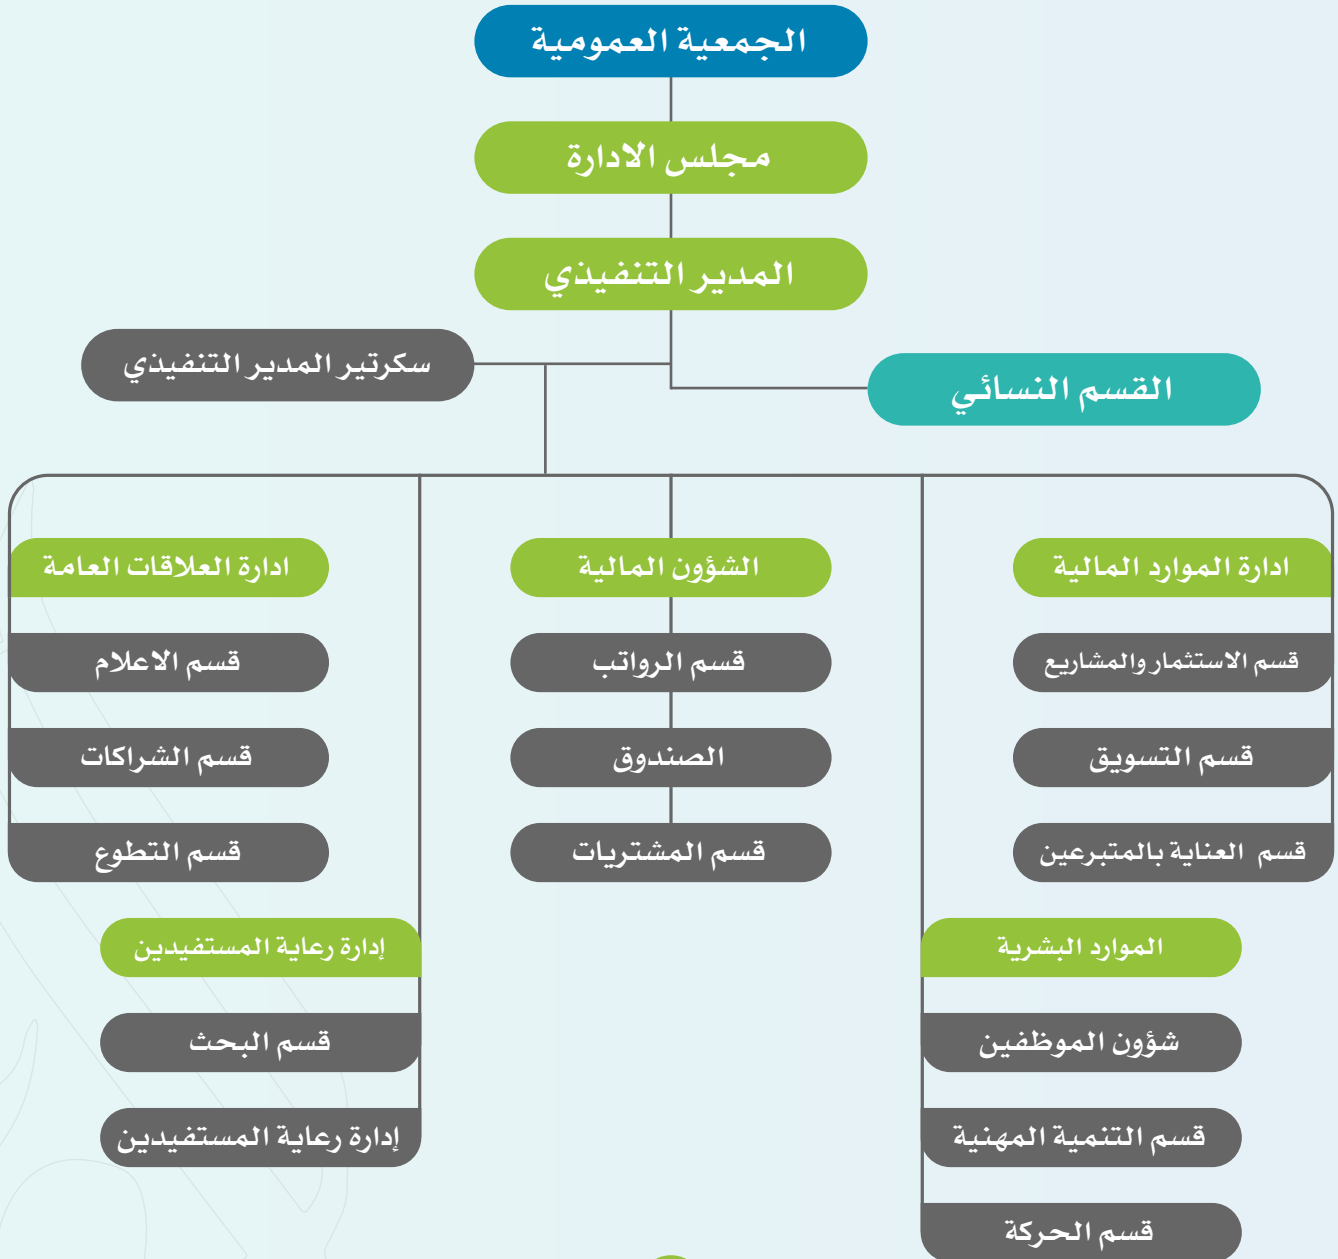 الجمعية العمومية
مجلس الادارة
المدير التنفيذي
سكرتير المدير التنفيذي
القسم النسائي
ادارة الموارد المالية
الشؤون المالية
ادارة العلاقات العامة
قسم الاستثمار والمشاريع
قسم الرواتب
قسم الاعلام
قسم التسويق
الصندوق
قسم الشراكات
قسم العناية بالمتبرعين
قسم المشتريات
قسم التطوع
الموارد البشرية
إدارة رعاية المستفيدين
شؤون الموظفين
قسم البحث
قسم التنمية المهنية
إدارة رعاية المستفيدين
قسم الحركة